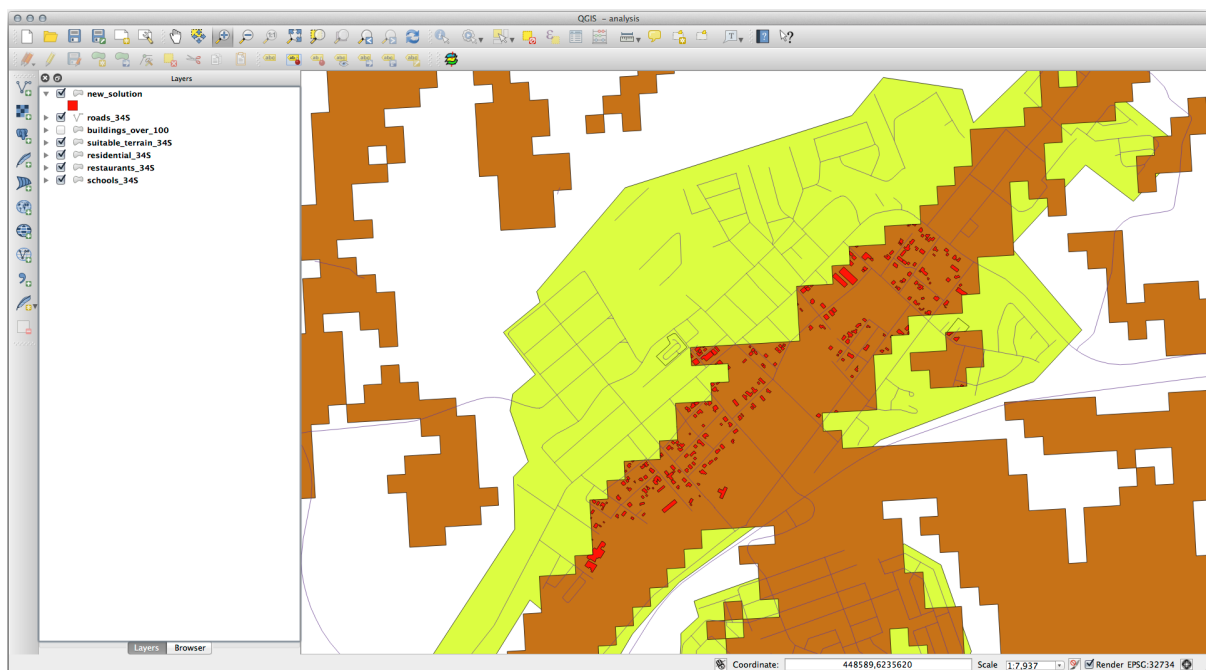 QGIS - analysis
Layers
new_solution
roads_34S
buildings_over_100
suitable_terrain_34S
residential_34S
restaurants_34S
schools_34S
Layers
Browser
Coordinate:
448589,6235620
Scale
1:7,937
Render
EPSG:32734